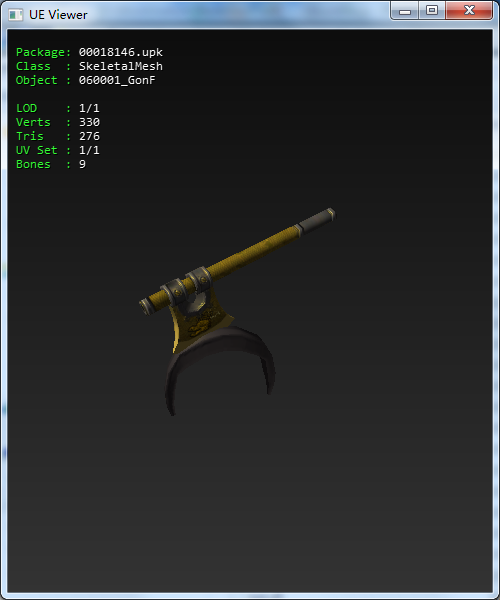 UE Viewer
Package: 00018146.upk
Class : SkeletalMesh
Object : 060001_GonF
LOD : 1/1
Verts : 330
Tris : 276
UV Set : 1/1
Bones : 9